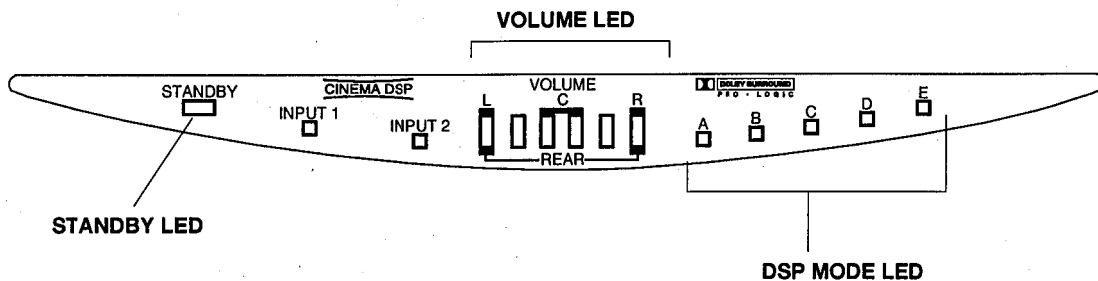 VOLUME LED
STANDBY
CINEMA DSP
VOLUME
DOLBY SURROUND
PRO · LOGIC
L
C
R
INPUT 1
INPUT 2
REAR
A
B
C
D
E
STANDBY LED
DSP MODE LED